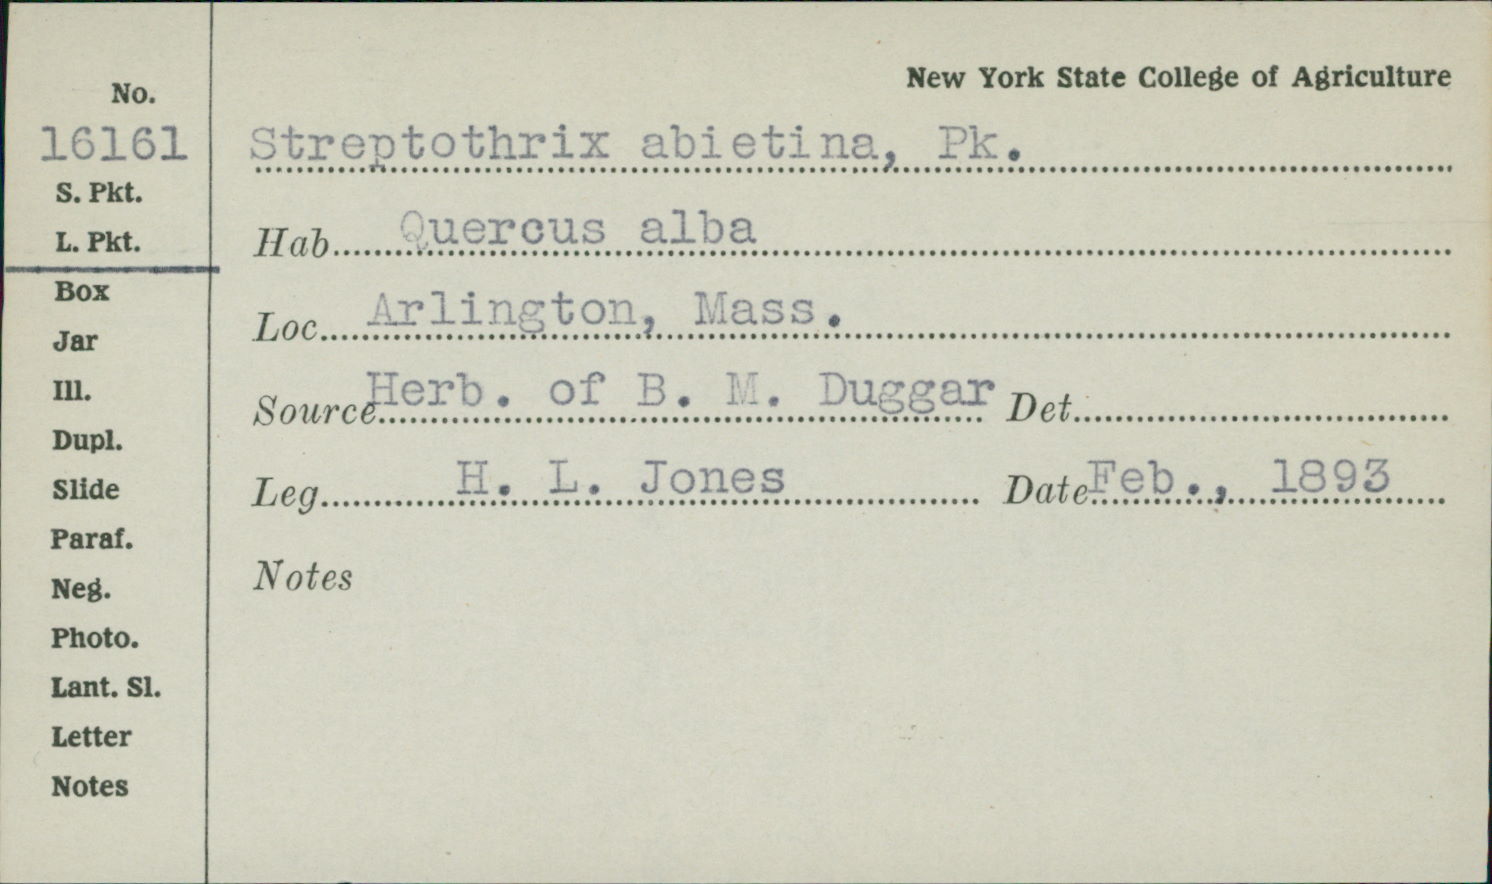 New York State College of Agriculture
No.
16161
S. Pkt.
L. Pkt.
Box
Jar
Ill.
Dupl.
Slide
Paraf.
Neg.
Photo.
Lant. Sl.
Letter
Notes
Streptothrix abietina, Pk.
Hab. Quercus alba
Loc. Arlington, Mass.
Source Herb. of B. M. Duggar Det.
Leg. H. L. Jones Date Feb., 1893
Notes